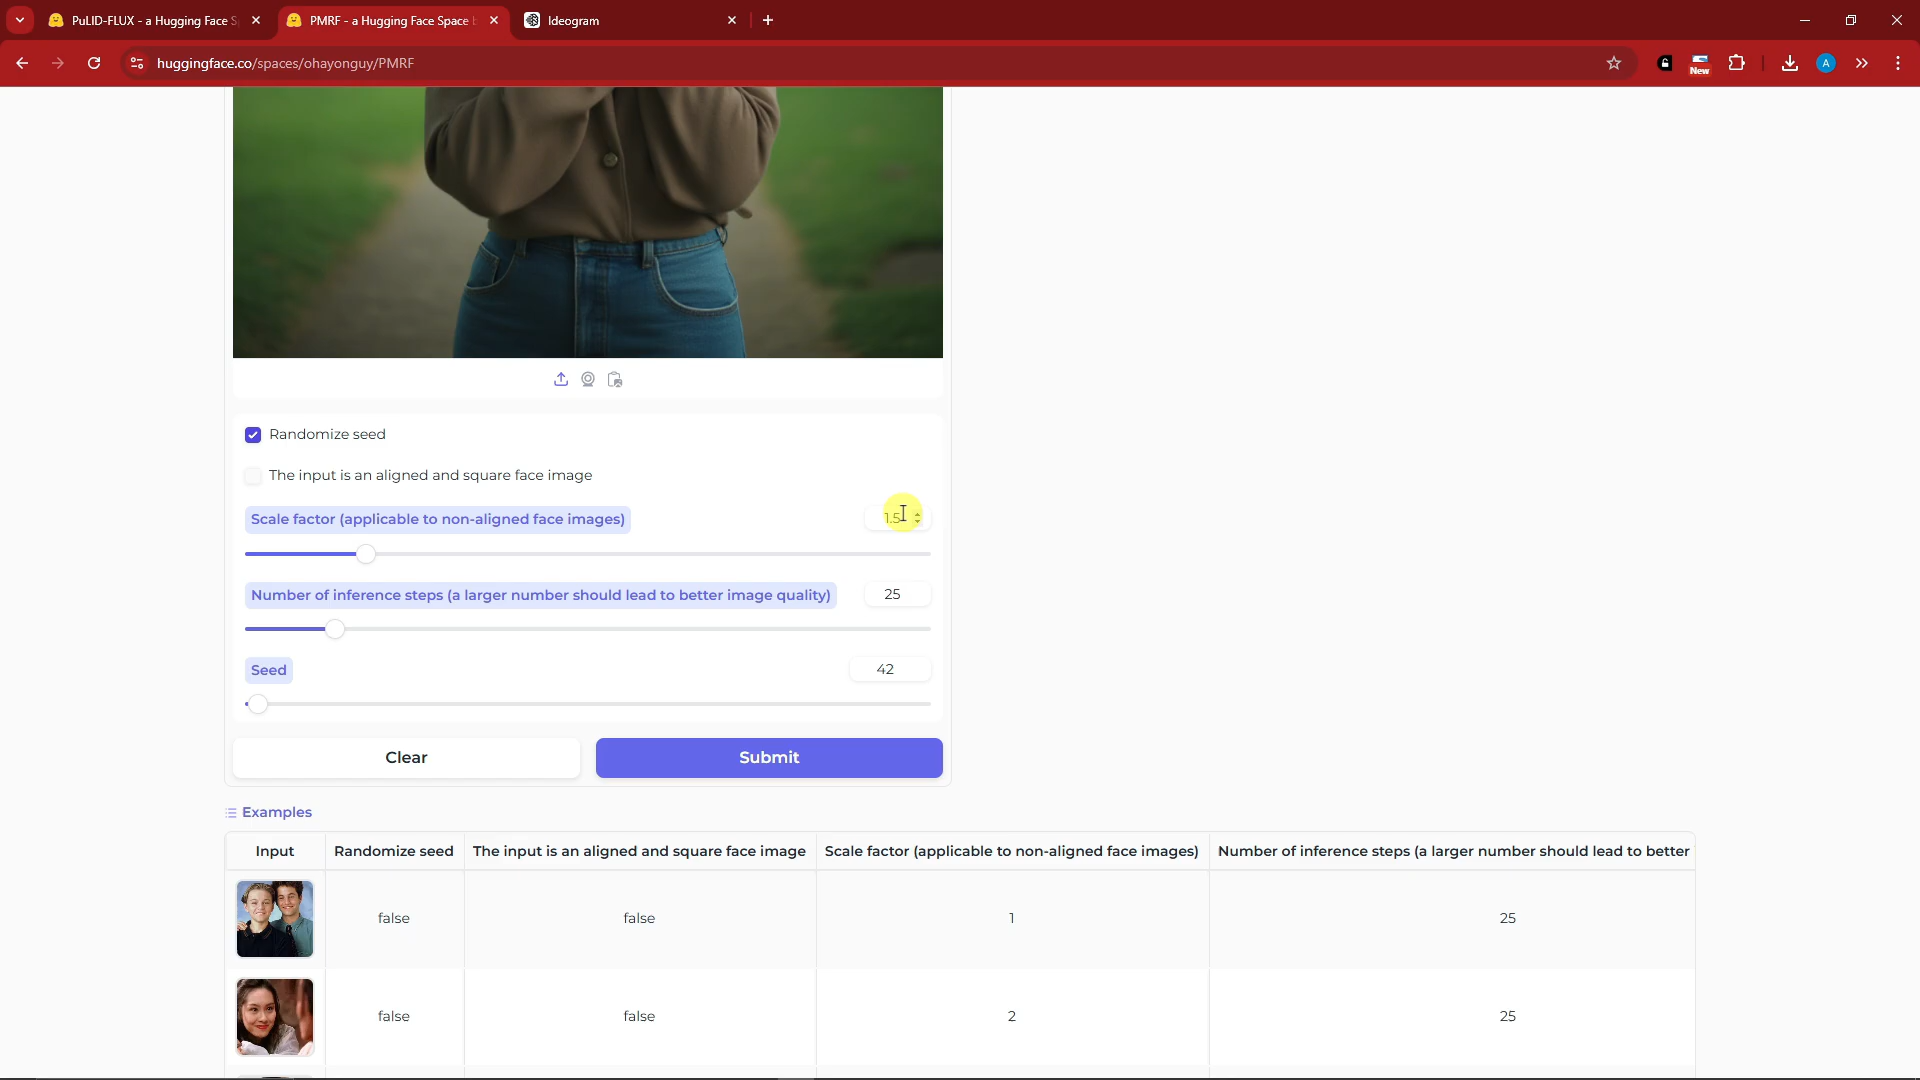 PuLID-FLUX - a Hugging Face S
PMRF - a Hugging Face Space
Ideogram
huggingface.co/spaces/ohayonguy/PMRF
New
A
Randomize seed
The input is an aligned and square face image
Scale factor (applicable to non-aligned face images)
1.5
Number of inference steps (a larger number should lead to better image quality)
25
Seed
42
Clear
Submit
Examples
Input
Randomize seed
The input is an aligned and square face image
Scale factor (applicable to non-aligned face images)
Number of inference steps (a larger number should lead to better
false
false
1
25
false
false
2
25